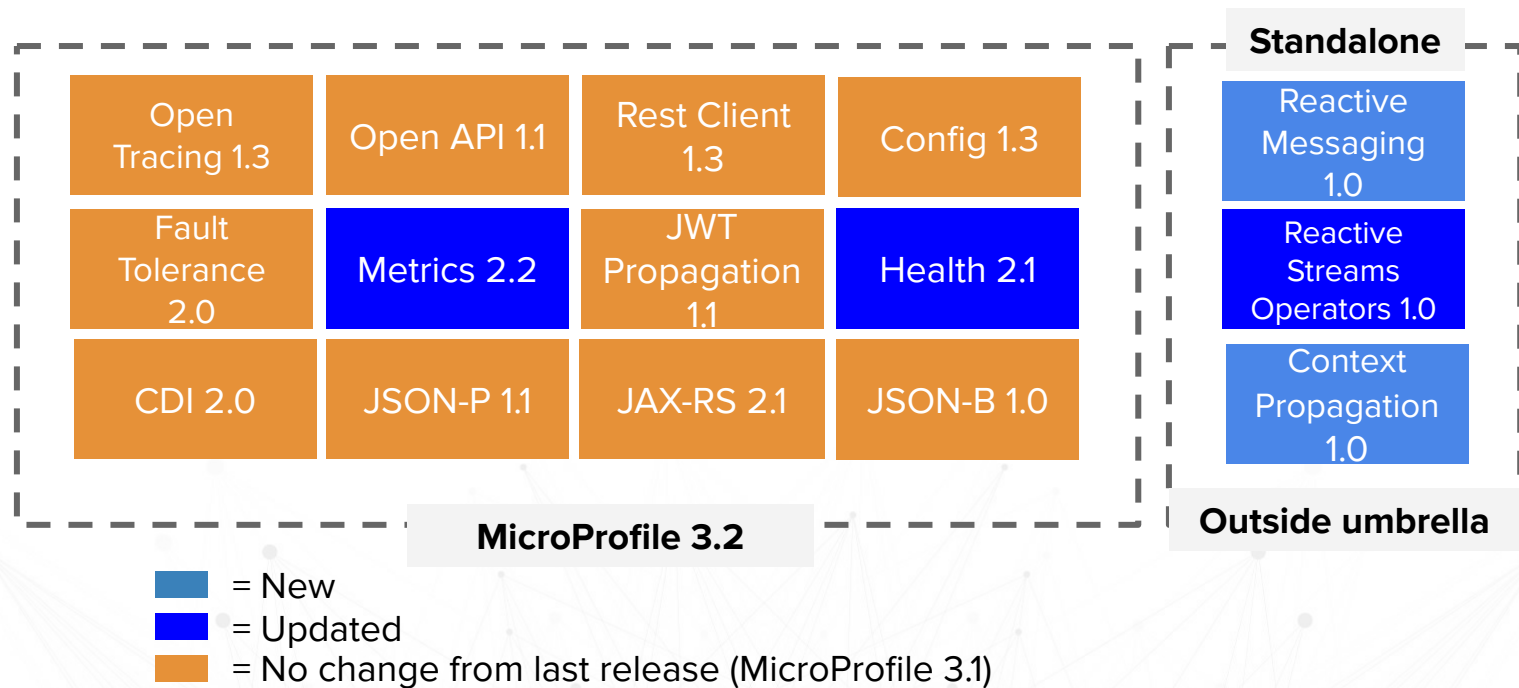 Standalone
Open
Tracing 1.3
Open API 1.1
Rest Client
1.3
Config 1.3
Reactive
Messaging
1.0
Fault
Tolerance
2.0
Metrics 2.2
JWT
Propagation
1.1
Health 2.1
Reactive
Streams
Operators 1.0
CDI 2.0
JSON-P 1.1
JAX-RS 2.1
JSON-B 1.0
Context
Propagation
1.0
MicroProfile 3.2
Outside umbrella
= New
= Updated
= No change from last release (MicroProfile 3.1)